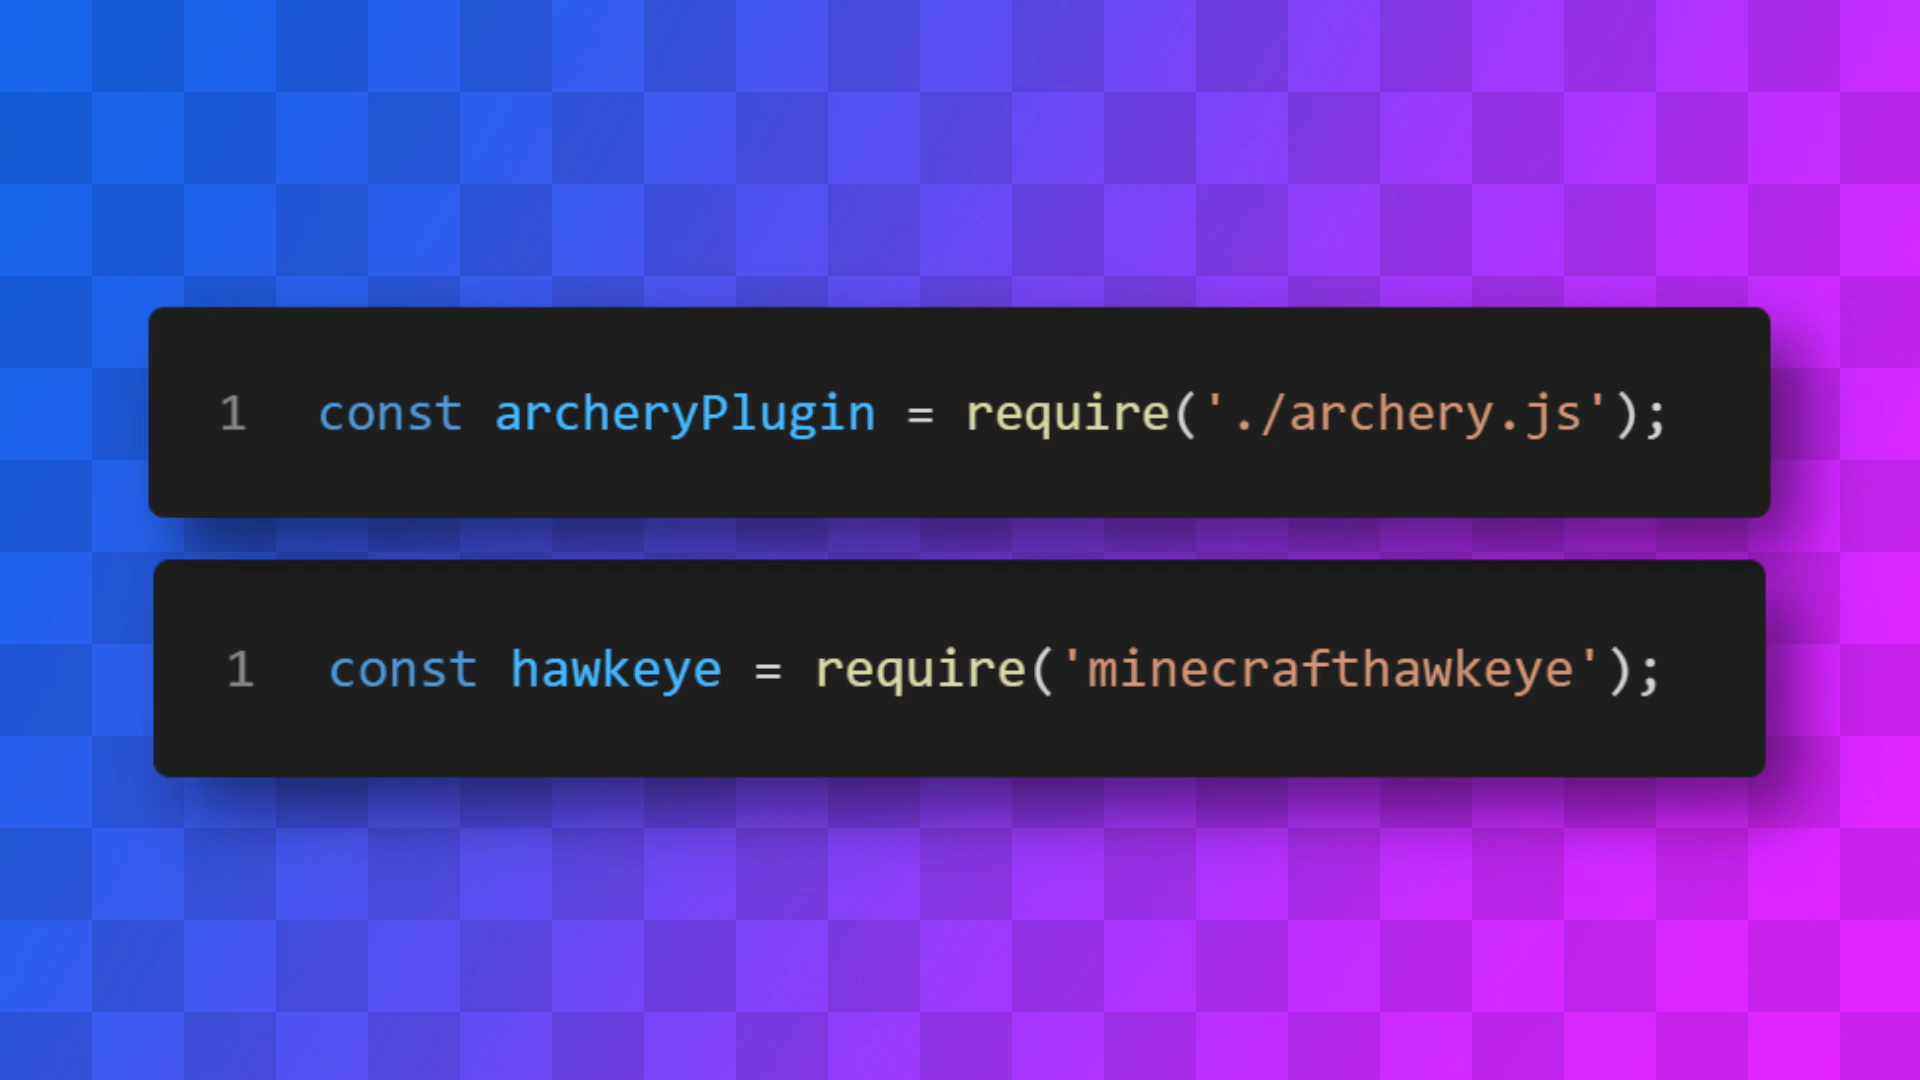 1 const archeryPlugin = require('./archery.js');
1 const hawkeye = require('minecrafthawkeye');